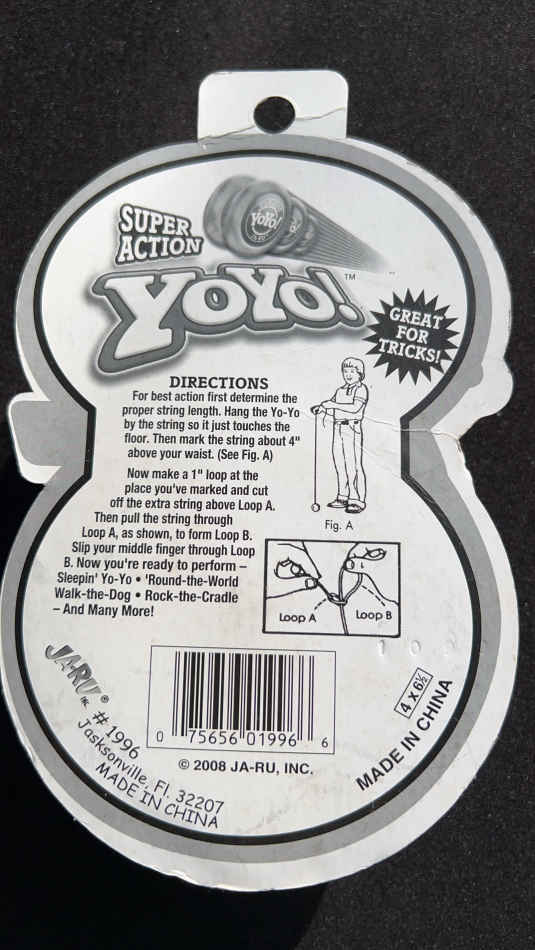 SUPER
ACTION
YoYo!
YoYo!™
GREAT
FOR
TRICKS!
DIRECTIONS
For best action first determine the
proper string length. Hang the Yo-Yo
by the string so it just touches the
floor. Then mark the string about 4"
above your waist. (See Fig. A)
Now make a 1" loop at the
place you've marked and cut
off the extra string above Loop A.
Then pull the string through
Loop A, as shown, to form Loop B.
Slip your middle finger through Loop
B. Now you're ready to perform –
Sleepin' Yo-Yo • 'Round-the-World
Walk-the-Dog • Rock-the-Cradle
– And Many More!
Fig. A
Loop A
Loop B
JA-RU® INC.
# 1996
Jacksonville, Fl. 32207
MADE IN CHINA
0 75656 01996 6
© 2008 JA-RU, INC.
4 x 6½
MADE IN CHINA